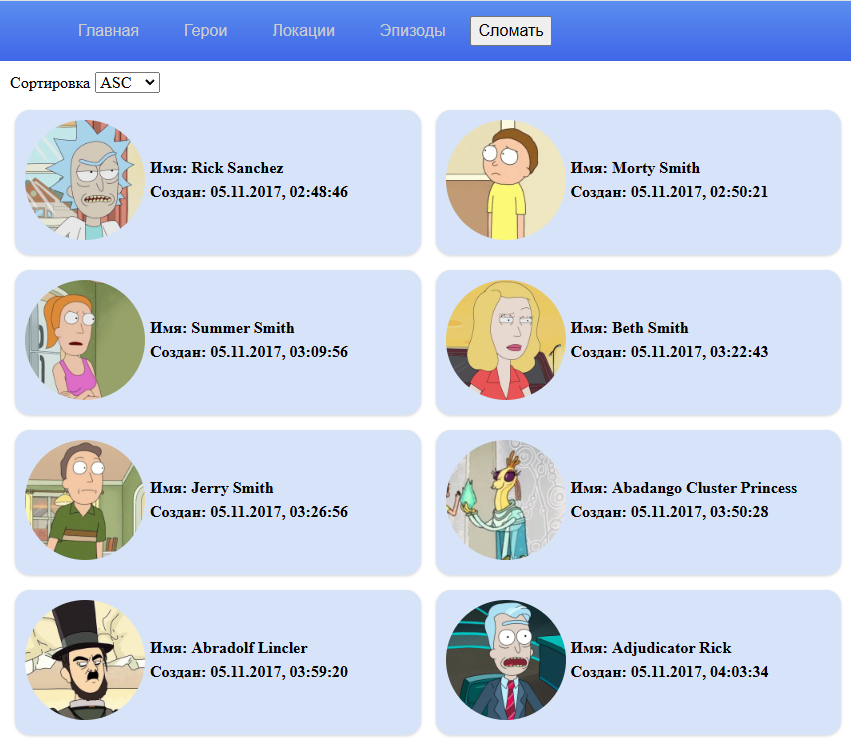 Главная Герои Локации Эпизоды Сломать
Сортировка ASC
Имя: Rick Sanchez
Создан: 05.11.2017, 02:48:46
Имя: Morty Smith
Создан: 05.11.2017, 02:50:21
Имя: Summer Smith
Создан: 05.11.2017, 03:09:56
Имя: Beth Smith
Создан: 05.11.2017, 03:22:43
Имя: Jerry Smith
Создан: 05.11.2017, 03:26:56
Имя: Abadango Cluster Princess
Создан: 05.11.2017, 03:50:28
Имя: Abradolf Lincler
Создан: 05.11.2017, 03:59:20
Имя: Adjudicator Rick
Создан: 05.11.2017, 04:03:34